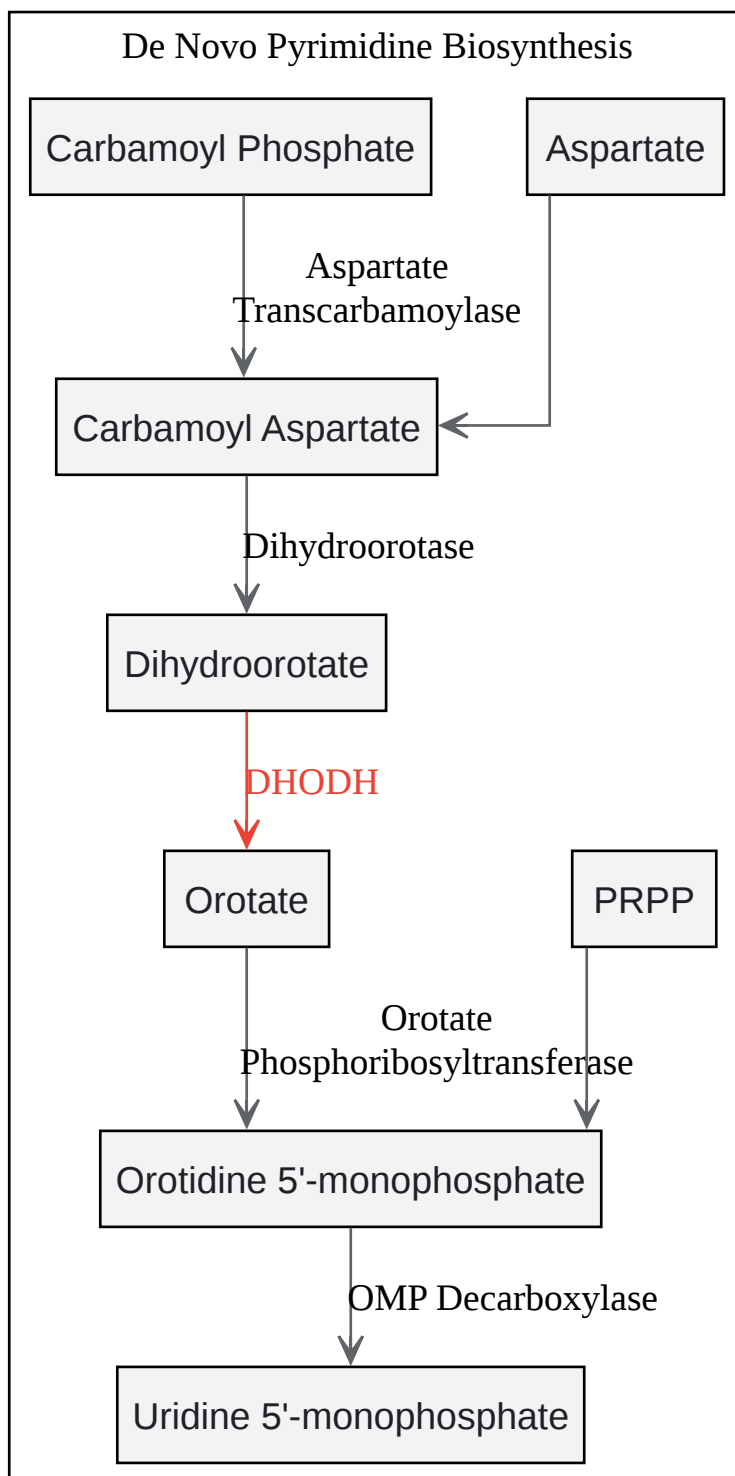 De Novo Pyrimidine Biosynthesis
Carbamoyl Phosphate
Aspartate
Aspartate
Transcarbamoylase
Carbamoyl Aspartate
Dihydroorotase
Dihydroorotate
DHODH
Orotate
PRPP
Orotate
Phosphoribosyltransferase
Orotidine 5'-monophosphate
OMP Decarboxylase
Uridine 5'-monophosphate